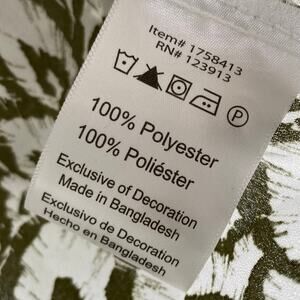 Item# 1758413
RN# 123913
100% Polyester
100% Poliéster
Exclusive of Decoration
Made in Bangladesh
Exclusivo de Decoración
Hecho en Bangladesh